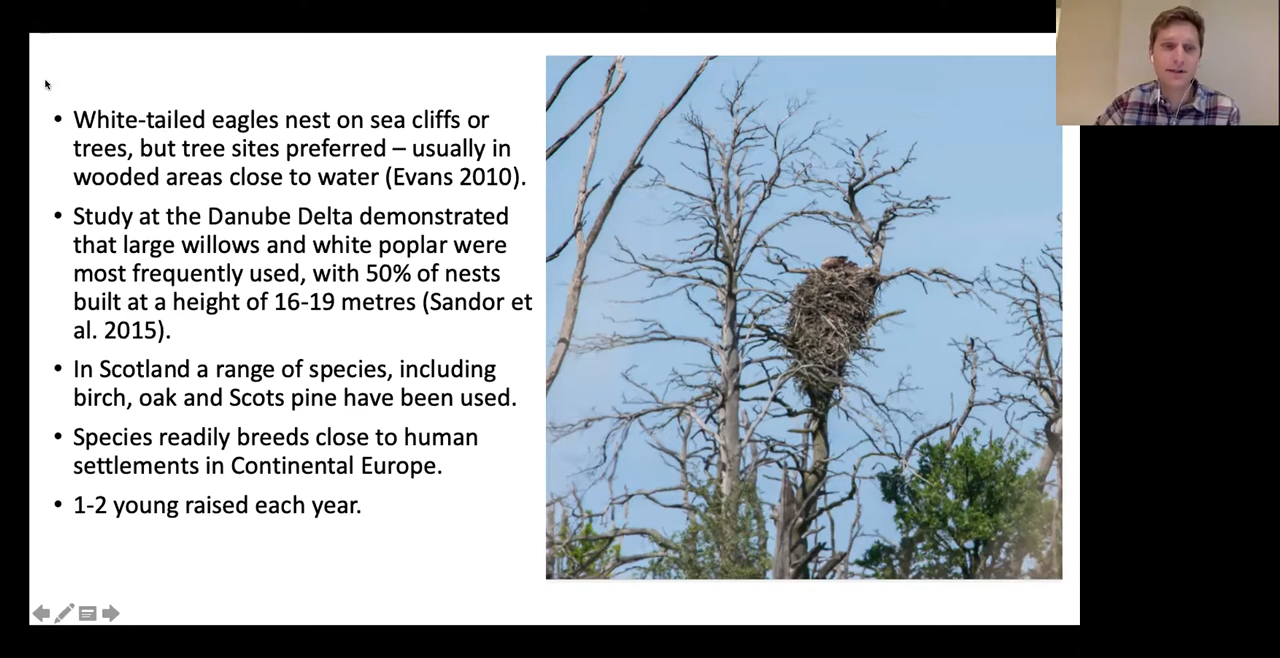 • White-tailed eagles nest on sea cliffs or
trees, but tree sites preferred – usually in
wooded areas close to water (Evans 2010).
• Study at the Danube Delta demonstrated
that large willows and white poplar were
most frequently used, with 50% of nests
built at a height of 16-19 metres (Sandor et
al. 2015).
• In Scotland a range of species, including
birch, oak and Scots pine have been used.
• Species readily breeds close to human
settlements in Continental Europe.
• 1-2 young raised each year.